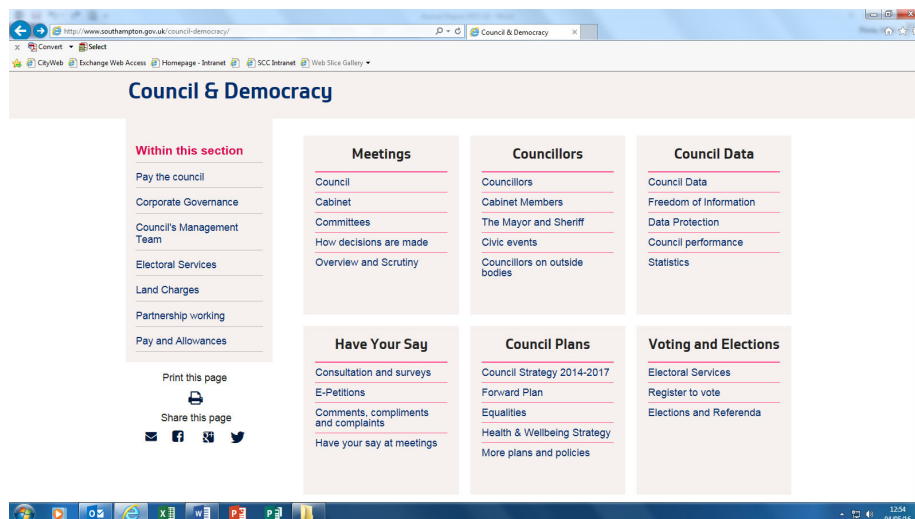 http://www.southampton.gov.uk/council-democracy/
Council & Democracy
x Convert Select
CityWeb Exchange Web Access Homepage - Intranet SCC Intranet Web Slice Gallery
Council & Democracy
Within this section
Pay the council
Corporate Governance
Council's Management
Team
Electoral Services
Land Charges
Partnership working
Pay and Allowances
Print this page
Share this page
Meetings
Council
Cabinet
Committees
How decisions are made
Overview and Scrutiny
Councillors
Councillors
Cabinet Members
The Mayor and Sheriff
Civic events
Councillors on outside
bodies
Council Data
Council Data
Freedom of Information
Data Protection
Council performance
Statistics
Have Your Say
Consultation and surveys
E-Petitions
Comments, compliments
and complaints
Have your say at meetings
Council Plans
Council Strategy 2014-2017
Forward Plan
Equalities
Health & Wellbeing Strategy
More plans and policies
Voting and Elections
Electoral Services
Register to vote
Elections and Referenda
12:54